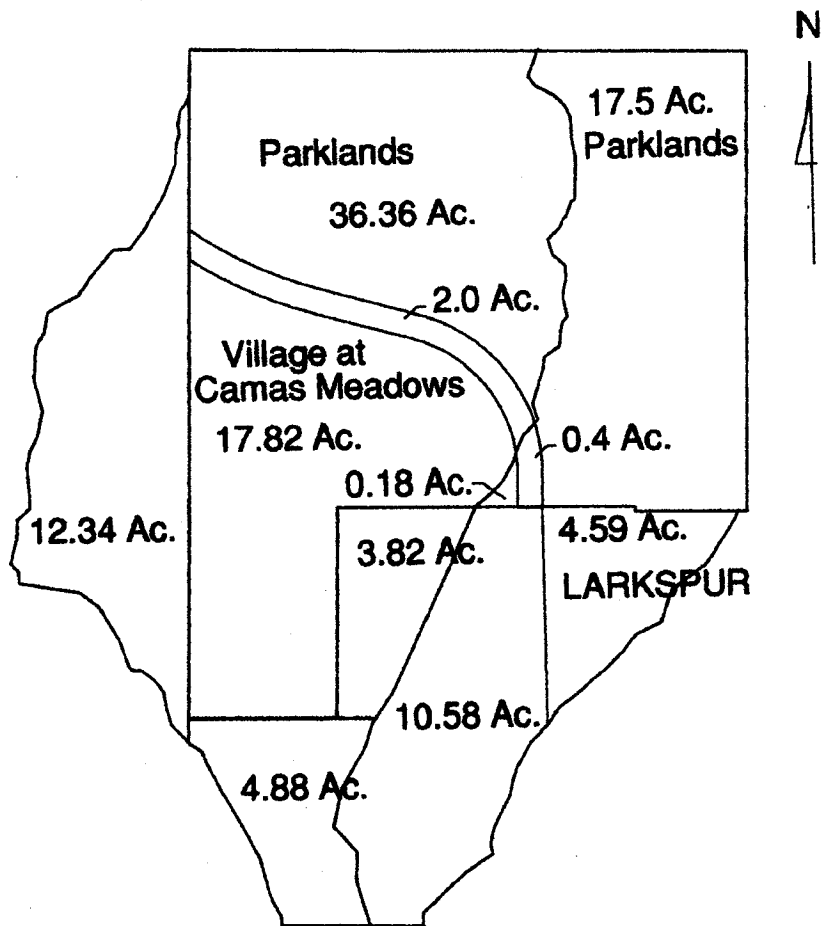 N
17.5 Ac.
Parklands
Parklands
36.36 Ac.
2.0 Ac.
Village at
Camas Meadows
17.82 Ac.
0.4 Ac.
0.18 Ac.
12.34 Ac.
3.82 Ac.
4.59 Ac.
LARKSPUR
10.58 Ac.
4.88 Ac.